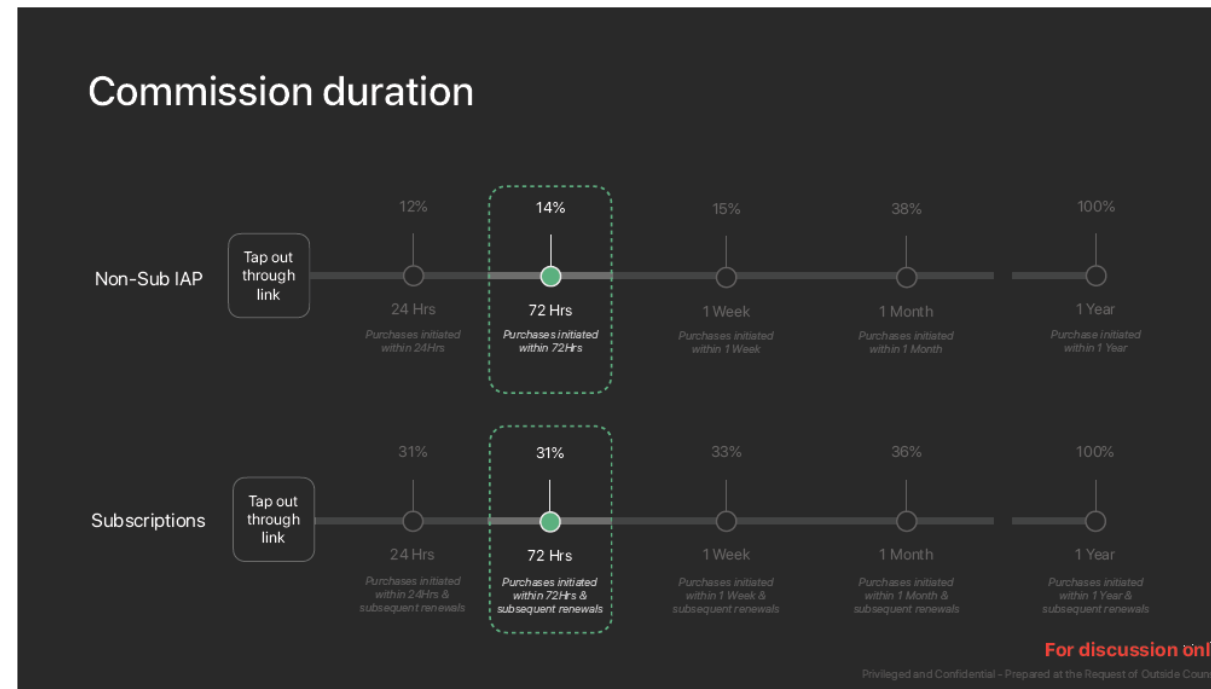 Commission duration
12%
14%
15%
38%
100%
Non-Sub IAP
Tap out
through
link
24 Hrs
72 Hrs
1 Week
1 Month
1 Year
Purchases initiated
within 24Hrs
Purchases initiated
within 72Hrs
Purchases initiated
within 1 Week
Purchases initiated
within 1 Month
Purchase initiated
within 1 Year
31%
31%
33%
36%
100%
Subscriptions
Tap out
through
link
24 Hrs
72 Hrs
1 Week
1 Month
1 Year
Purchases initiated
within 24Hrs &
subsequent renewals
Purchases initiated
within 72Hrs &
subsequent renewals
Purchases initiated
within 1 Week &
subsequent renewals
Purchases initiated
within 1 Month &
subsequent renewals
Purchases initiated
within 1 Year &
subsequent renewals
For discussion onl
Privileged and Confidential - Prepared at the Request of Outside Couns